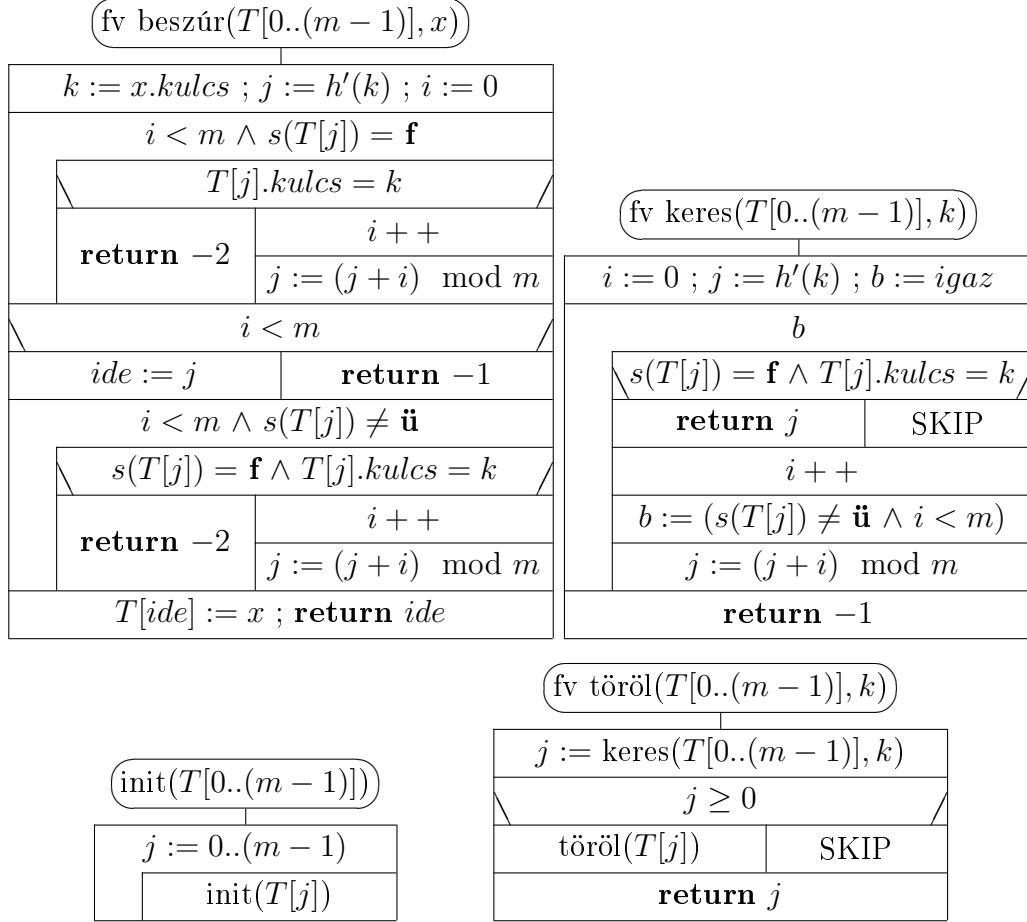 fv beszúr(T[0..(m − 1)], x)
k := x.kulcs ; j := h′(k) ; i := 0
i < m ∧ s(T[j]) = f
T[j].kulcs = k
return −2
i + +
j := (j + i) mod m
i < m
ide := j
return −1
i < m ∧ s(T[j]) ≠ ü
s(T[j]) = f ∧ T[j].kulcs = k
return −2
i + +
j := (j + i) mod m
T[ide] := x ; return ide
fv keres(T[0..(m − 1)], k)
i := 0 ; j := h′(k) ; b := igaz
b
s(T[j]) = f ∧ T[j].kulcs = k
return j
SKIP
i + +
b := (s(T[j]) ≠ ü ∧ i < m)
j := (j + i) mod m
return −1
init(T[0..(m − 1)])
j := 0..(m − 1)
init(T[j])
fv töröl(T[0..(m − 1)], k)
j := keres(T[0..(m − 1)], k)
j ≥ 0
töröl(T[j])
SKIP
return j